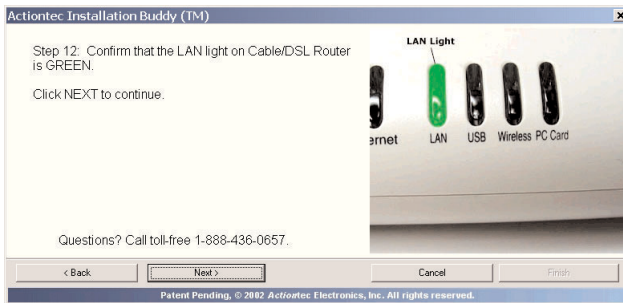 Actiontec Installation Buddy (TM)
Step 12: Confirm that the LAN light on Cable/DSL Router
is GREEN.
Click NEXT to continue.
Questions? Call toll-free 1-888-436-0657.
LAN Light
ernet LAN USB Wireless PC Card
< Back Next > Cancel Finish
Patent Pending, © 2002 Actiontec Electronics, Inc. All rights reserved.